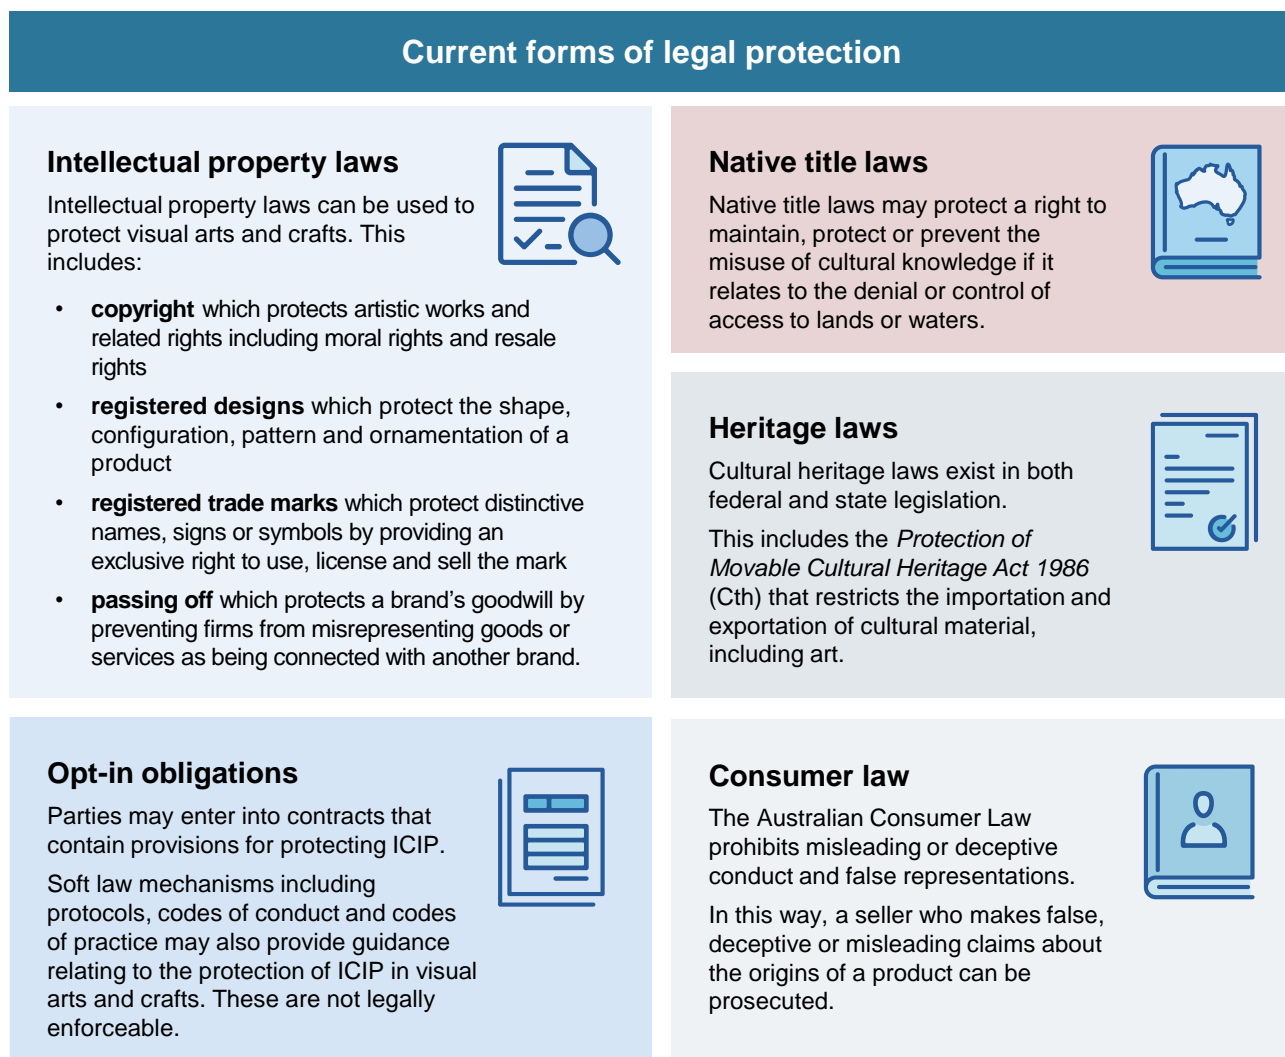 Current forms of legal protection
Intellectual property laws
Intellectual property laws can be used to
protect visual arts and crafts. This
includes:
• copyright which protects artistic works and
related rights including moral rights and resale
rights
• registered designs which protect the shape,
configuration, pattern and ornamentation of a
product
• registered trade marks which protect distinctive
names, signs or symbols by providing an
exclusive right to use, license and sell the mark
• passing off which protects a brand’s goodwill by
preventing firms from misrepresenting goods or
services as being connected with another brand.
Native title laws
Native title laws may protect a right to
maintain, protect or prevent the
misuse of cultural knowledge if it
relates to the denial or control of
access to lands or waters.
Heritage laws
Cultural heritage laws exist in both
federal and state legislation.
This includes the Protection of
Movable Cultural Heritage Act 1986
(Cth) that restricts the importation and
exportation of cultural material,
including art.
Opt-in obligations
Parties may enter into contracts that
contain provisions for protecting ICIP.
Soft law mechanisms including
protocols, codes of conduct and codes
of practice may also provide guidance
relating to the protection of ICIP in visual
arts and crafts. These are not legally
enforceable.
Consumer law
The Australian Consumer Law
prohibits misleading or deceptive
conduct and false representations.
In this way, a seller who makes false,
deceptive or misleading claims about
the origins of a product can be
prosecuted.